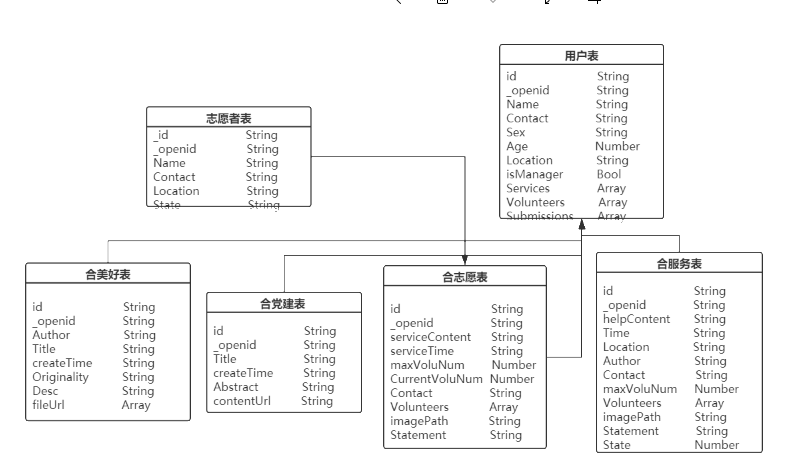 用户表
id String
_openid String
Name String
Contact String
Sex String
Age Number
Location String
isManager Bool
Services Array
Volunteers Array
Submissions Array
志愿者表
_id String
_openid String
Name String
Contact String
Location String
State String
合美好表
id String
_openid String
Author String
Title String
createTime String
Originality String
Desc String
fileUrl Array
合党建表
id String
_openid String
Title String
createTime String
Abstract String
contentUrl String
合志愿表
id String
_openid String
serviceContent String
serviceTime String
maxVoluNum Number
CurrentVoluNum Number
Contact String
Volunteers Array
imagePath String
Statement String
合服务表
id String
_openid String
helpContent String
Time String
Location String
Author String
Contact String
maxVoluNum Number
Volunteers Array
imagePath String
Statement String
State Number